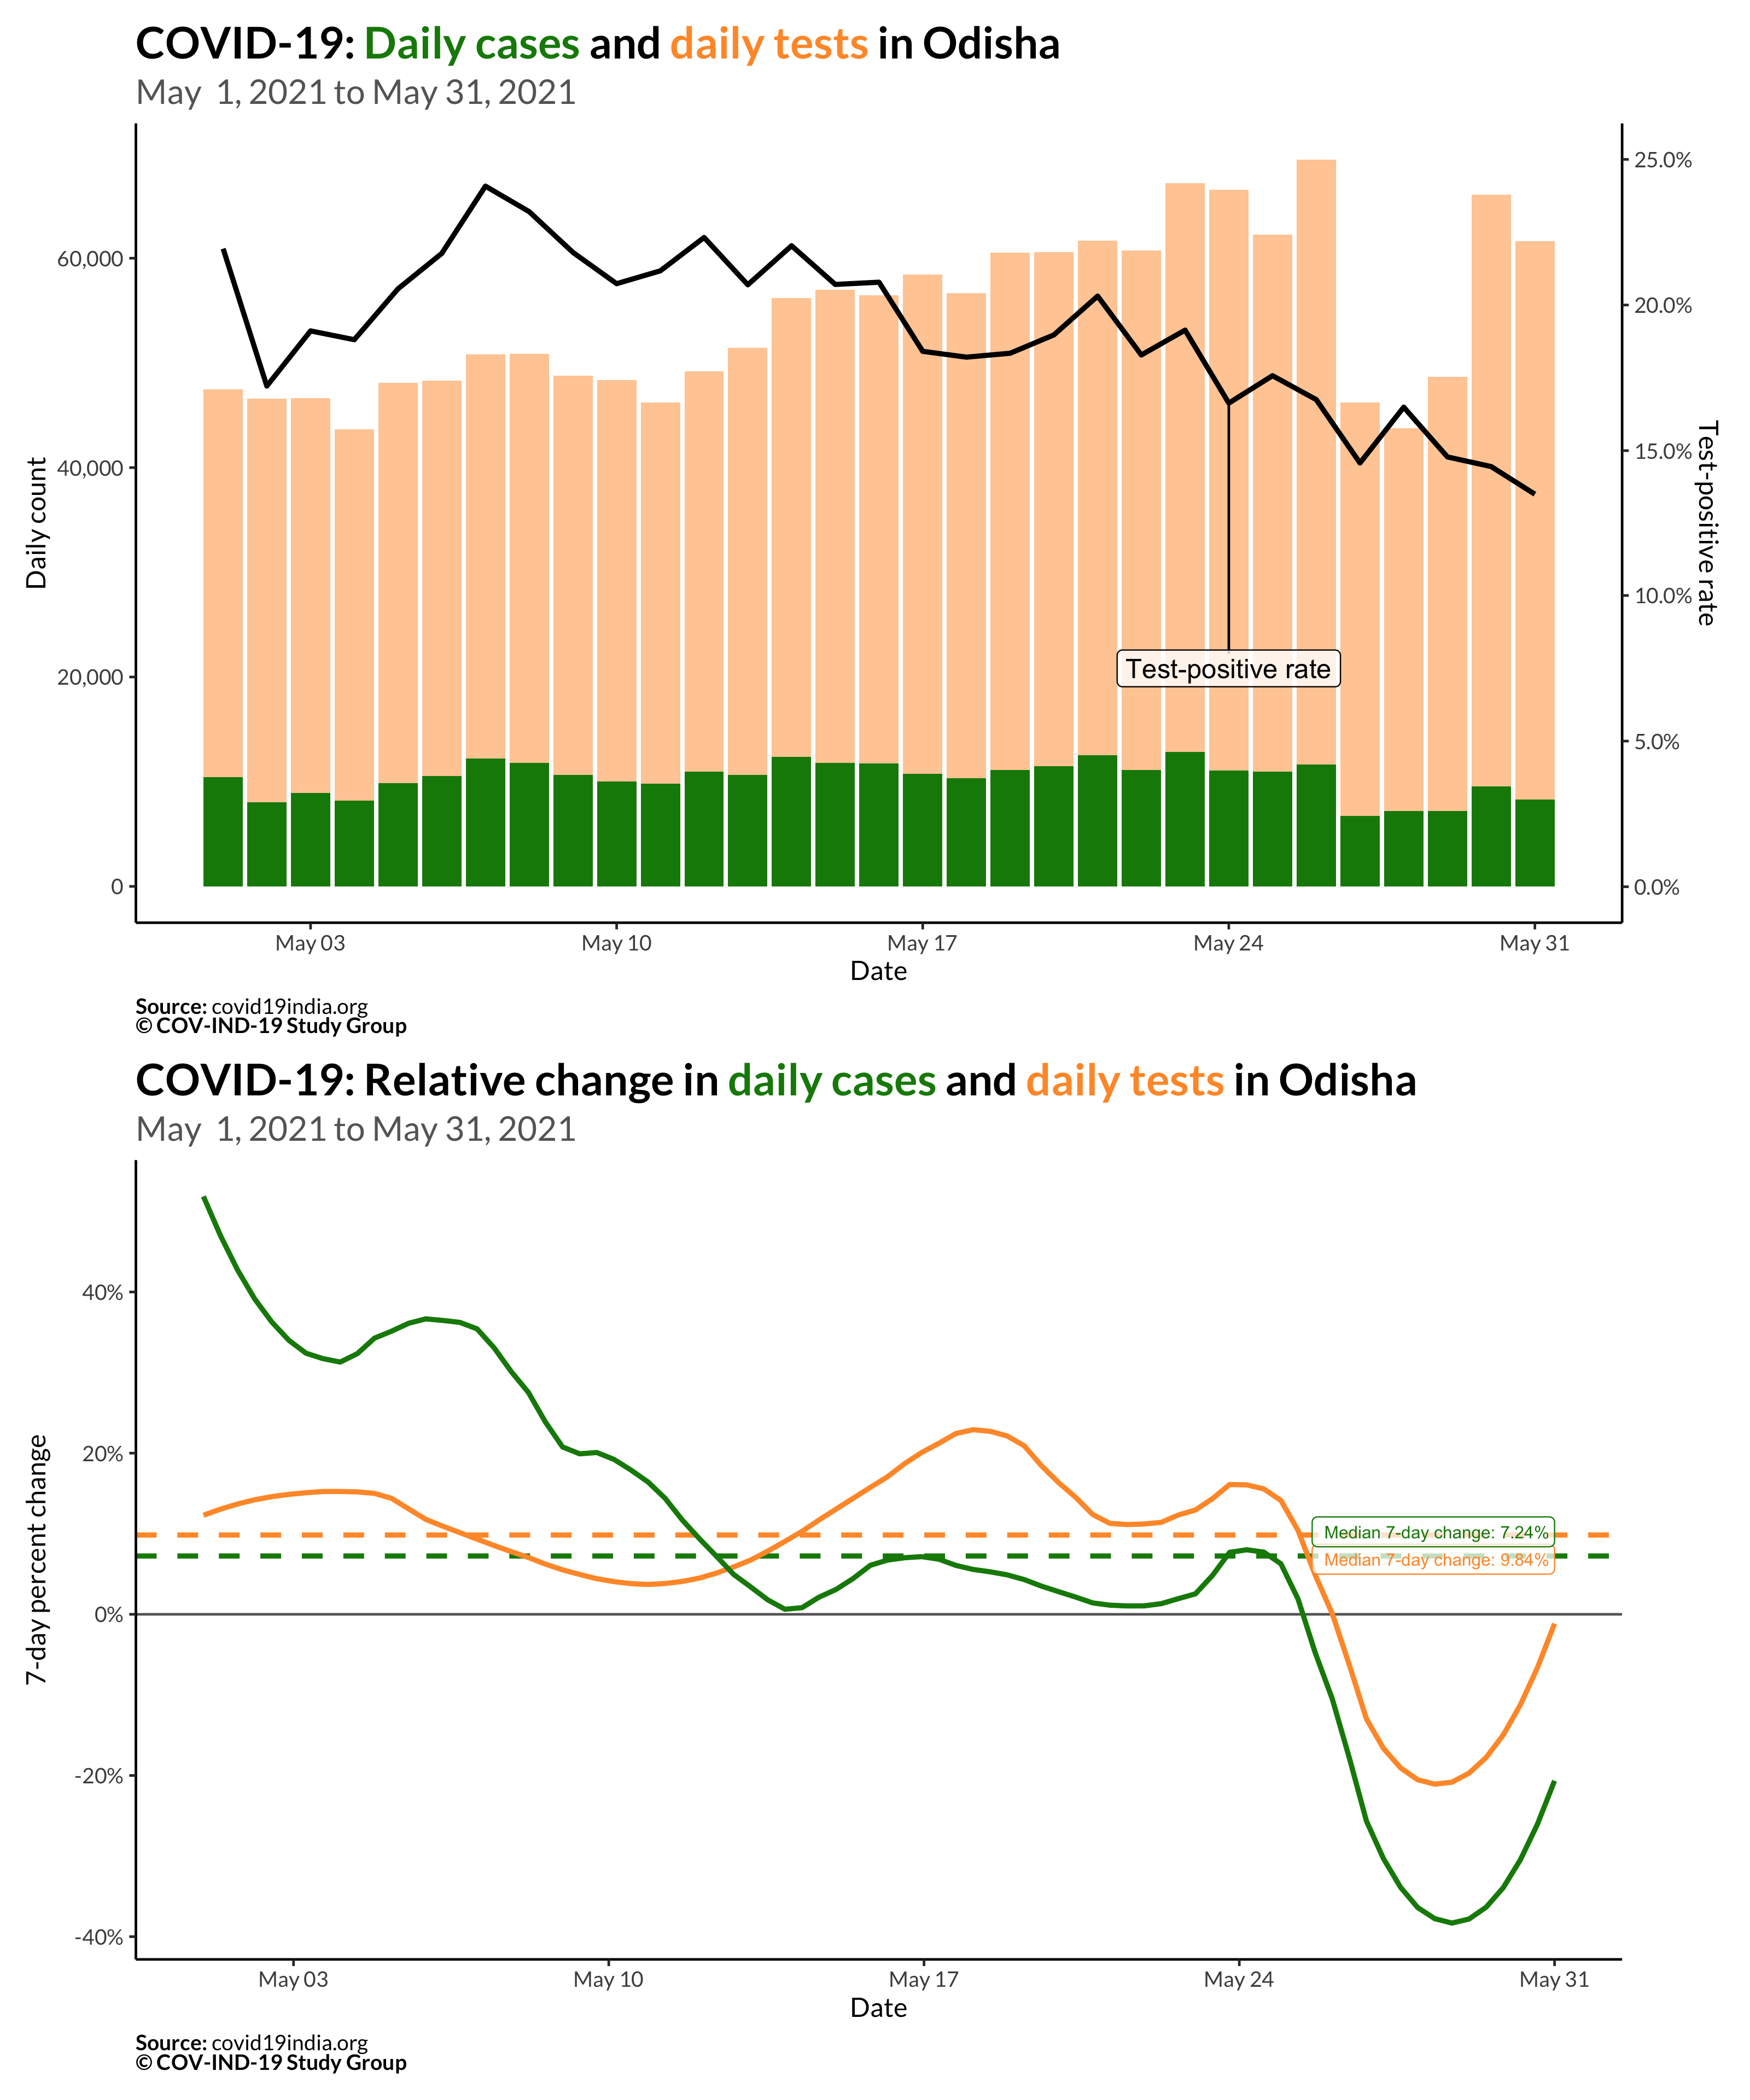 COVID-19: Daily cases and daily tests in Odisha
May 1, 2021 to May 31, 2021
Daily count
60,000
40,000
20,000
0
25.0%
20.0%
15.0%
10.0%
5.0%
0.0%
Test-positive rate
Test-positive rate
May 03
May 10
May 17
May 24
May 31
Date
Source: covid19india.org
© COV-IND-19 Study Group
COVID-19: Relative change in daily cases and daily tests in Odisha
May 1, 2021 to May 31, 2021
7-day percent change
40%
20%
0%
-20%
-40%
Median 7-day change: 7.24%
Median 7-day change: 9.84%
May 03
May 10
May 17
May 24
May 31
Date
Source: covid19india.org
© COV-IND-19 Study Group